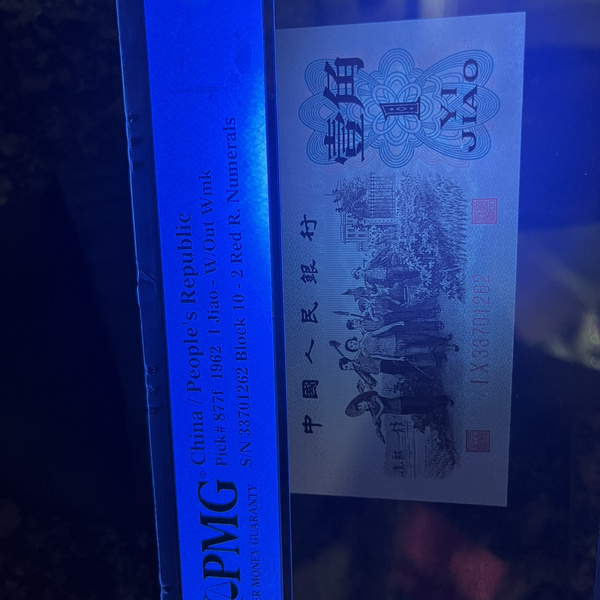 China / People's Republic
Pick# 877f 1962 1 Jiao - W/Out Wmk
S/N 33701262 Block 10 - 2 Red R. Numerals
PMG®
ER MONEY GUARANTY
中國人民銀行
壹角
1
YI
JIAO
IX 33701262